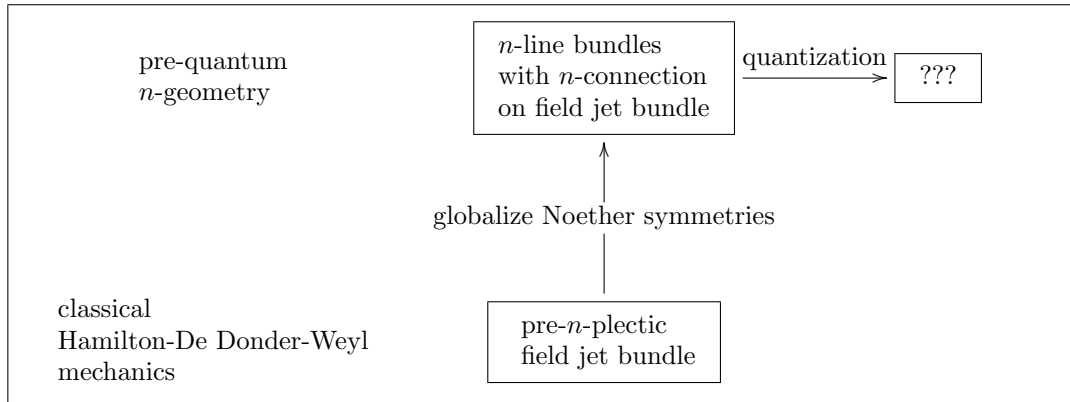 pre-quantum
n-geometry
n-line bundles
with n-connection
on field jet bundle
quantization
???
globalize Noether symmetries
classical
Hamilton-De Donder-Weyl
mechanics
pre-n-plectic
field jet bundle